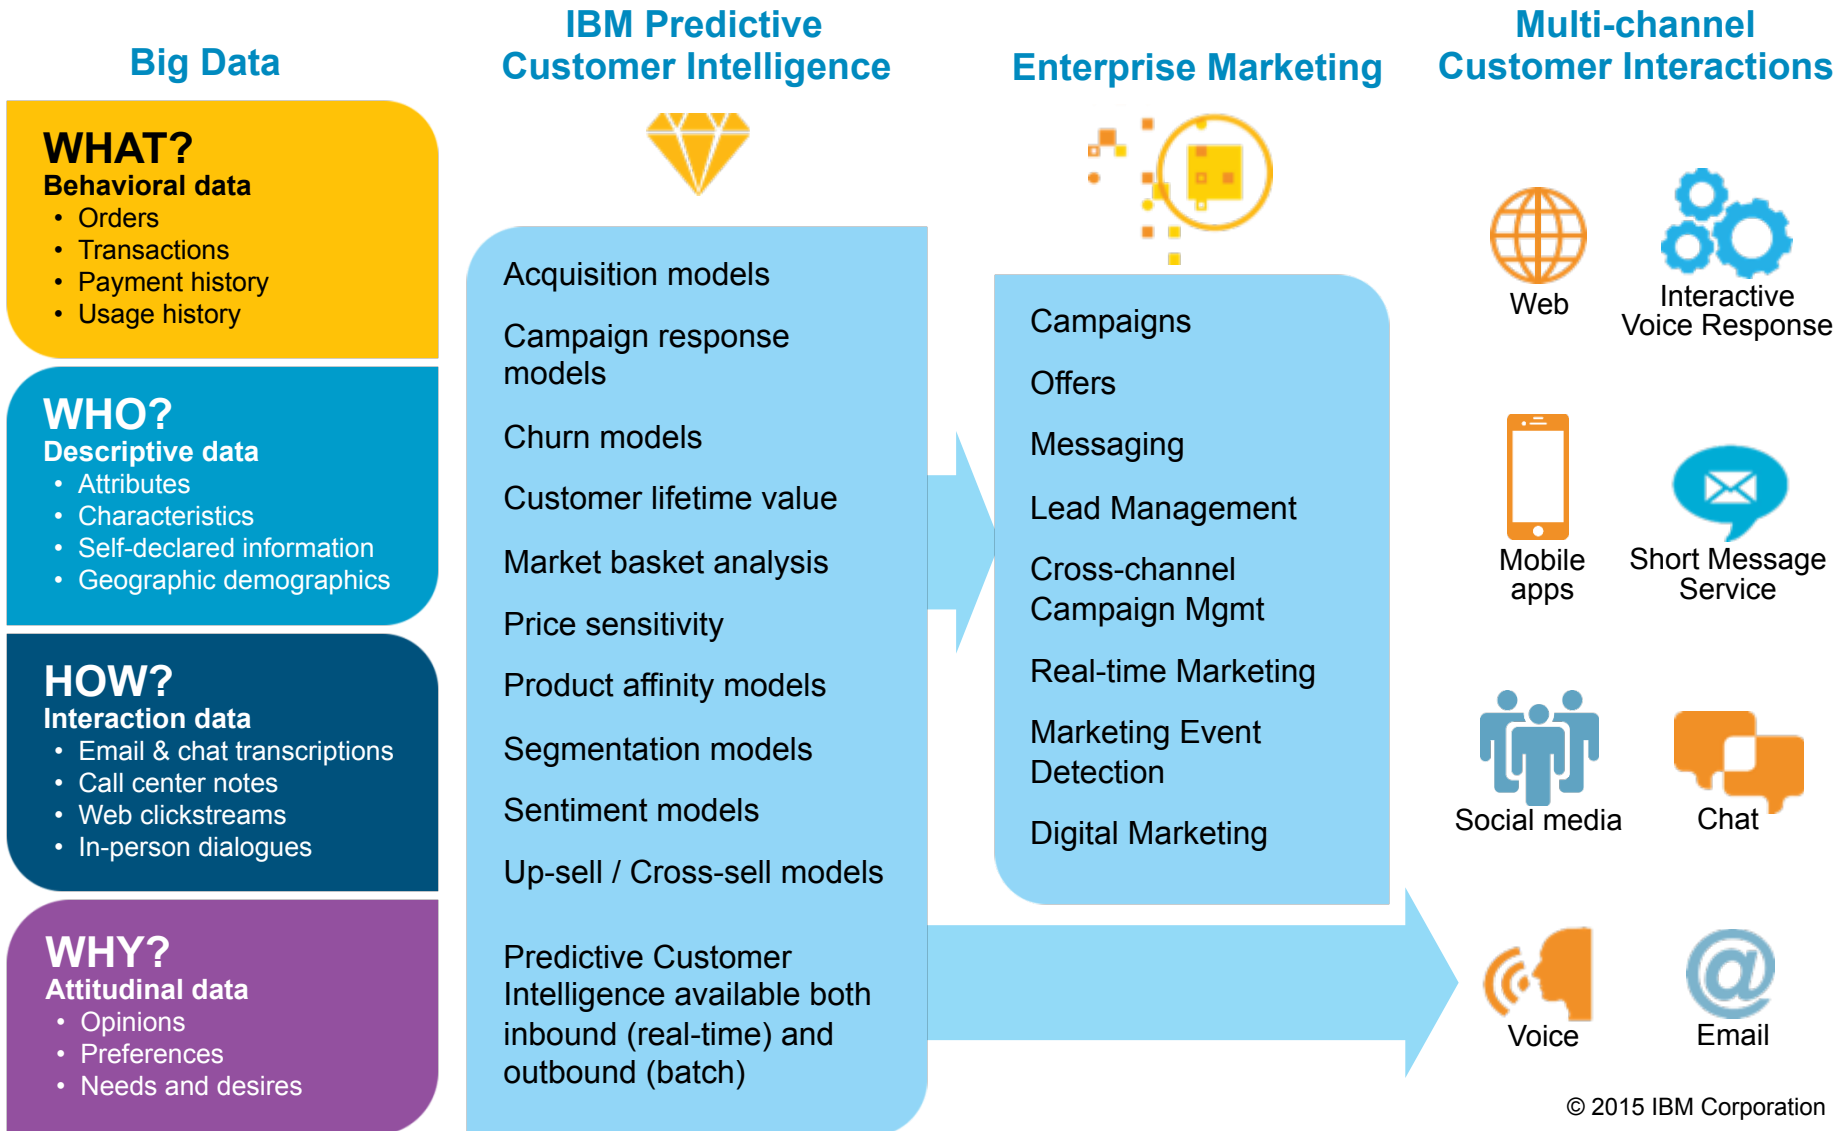 Big Data
WHAT?
Behavioral data
• Orders
• Transactions
• Payment history
• Usage history
WHO?
Descriptive data
• Attributes
• Characteristics
• Self-declared information
• Geographic demographics
HOW?
Interaction data
• Email & chat transcriptions
• Call center notes
• Web clickstreams
• In-person dialogues
WHY?
Attitudinal data
• Opinions
• Preferences
• Needs and desires
IBM Predictive
Customer Intelligence
Acquisition models
Campaign response
models
Churn models
Customer lifetime value
Market basket analysis
Price sensitivity
Product affinity models
Segmentation models
Sentiment models
Up-sell / Cross-sell models
Predictive Customer
Intelligence available both
inbound (real-time) and
outbound (batch)
Enterprise Marketing
Campaigns
Offers
Messaging
Lead Management
Cross-channel
Campaign Mgmt
Real-time Marketing
Marketing Event
Detection
Digital Marketing
Multi-channel
Customer Interactions
Web
Interactive
Voice Response
Mobile
apps
Short Message
Service
Social media
Chat
Voice
@
Email
© 2015 IBM Corporation